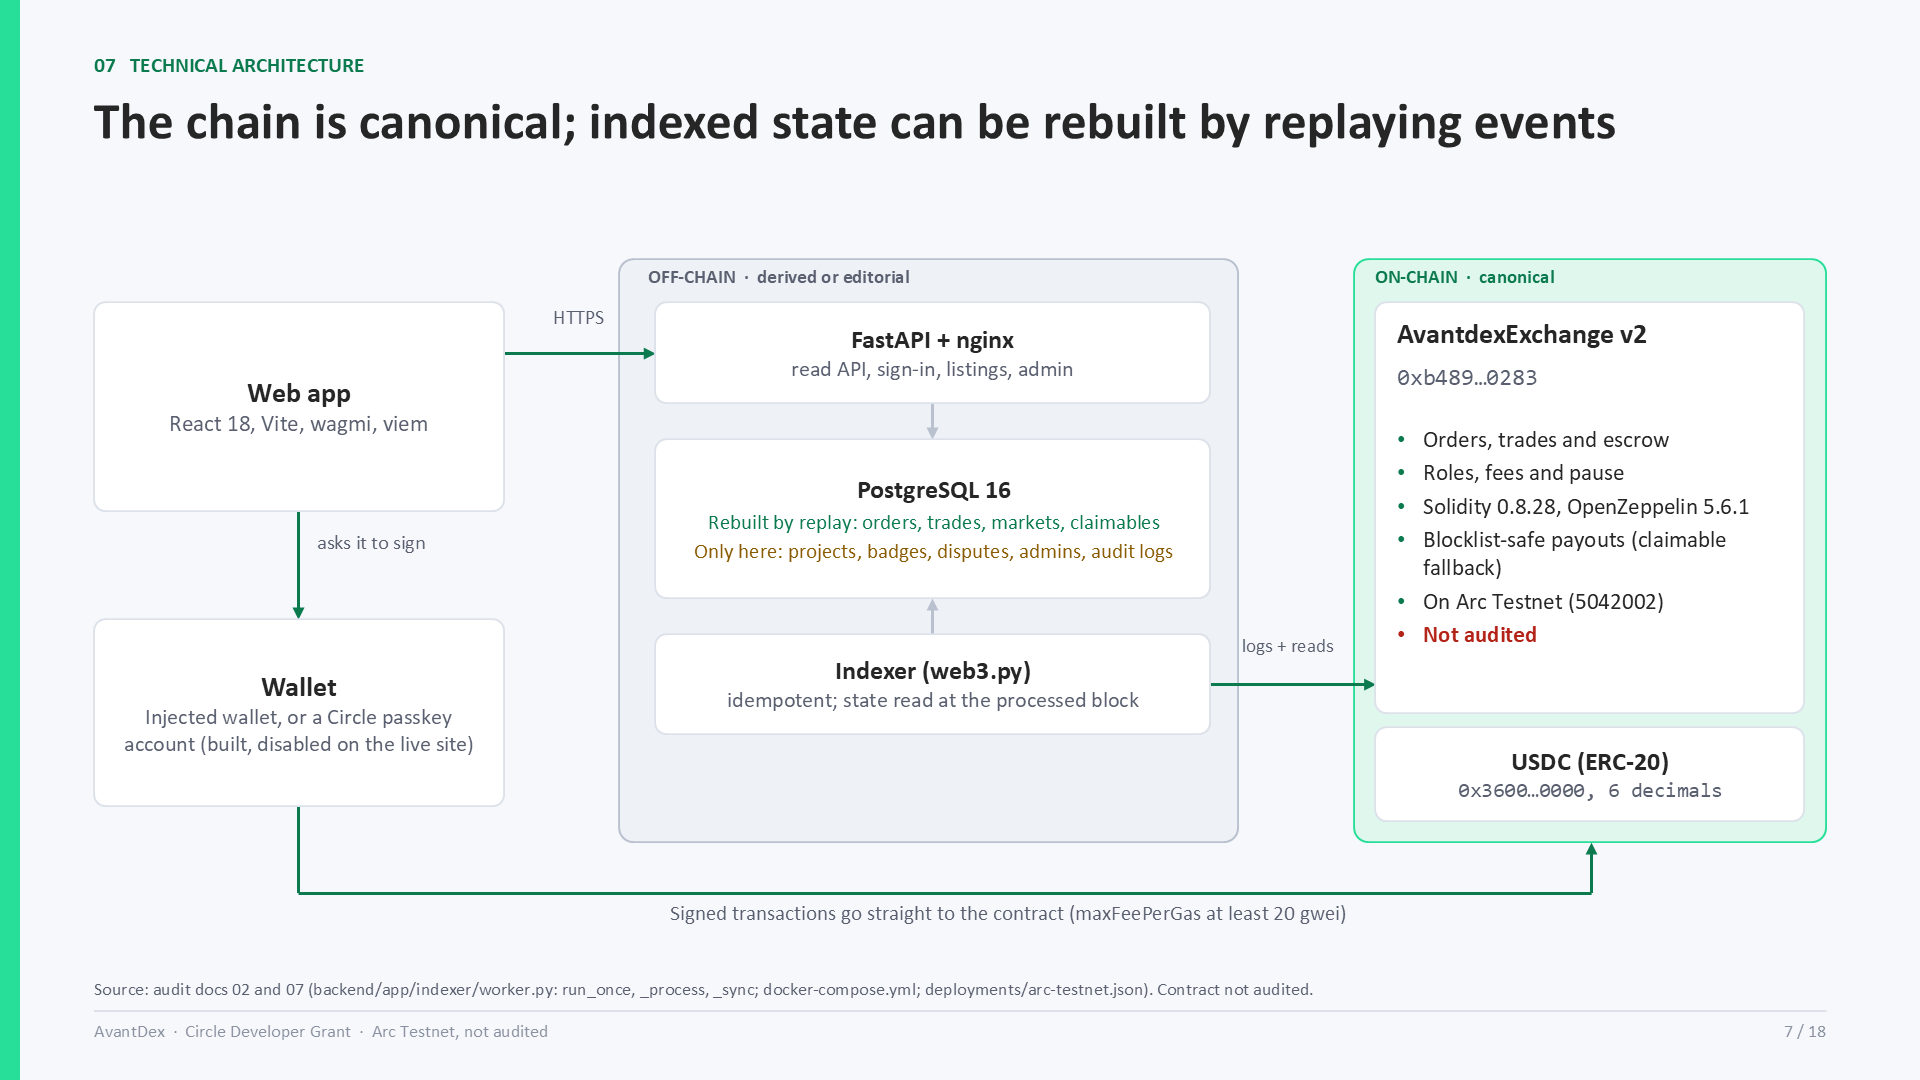 07 TECHNICAL ARCHITECTURE
The chain is canonical; indexed state can be rebuilt by replaying events
Web app
React 18, Vite, wagmi, viem
HTTPS
asks it to sign
Wallet
Injected wallet, or a Circle passkey
account (built, disabled on the live site)
OFF-CHAIN · derived or editorial
FastAPI + nginx
read API, sign-in, listings, admin
PostgreSQL 16
Rebuilt by replay: orders, trades, markets, claimables
Only here: projects, badges, disputes, admins, audit logs
Indexer (web3.py)
idempotent; state read at the processed block
logs + reads
ON-CHAIN · canonical
AvantdexExchange v2
0xb489…0283
• Orders, trades and escrow
• Roles, fees and pause
• Solidity 0.8.28, OpenZeppelin 5.6.1
• Blocklist-safe payouts (claimable
fallback)
• On Arc Testnet (5042002)
• Not audited
USDC (ERC-20)
0x3600…0000, 6 decimals
Signed transactions go straight to the contract (maxFeePerGas at least 20 gwei)
Source: audit docs 02 and 07 (backend/app/indexer/worker.py: run_once, _process, _sync; docker-compose.yml; deployments/arc-testnet.json). Contract not audited.
AvantDex · Circle Developer Grant · Arc Testnet, not audited
7 / 18